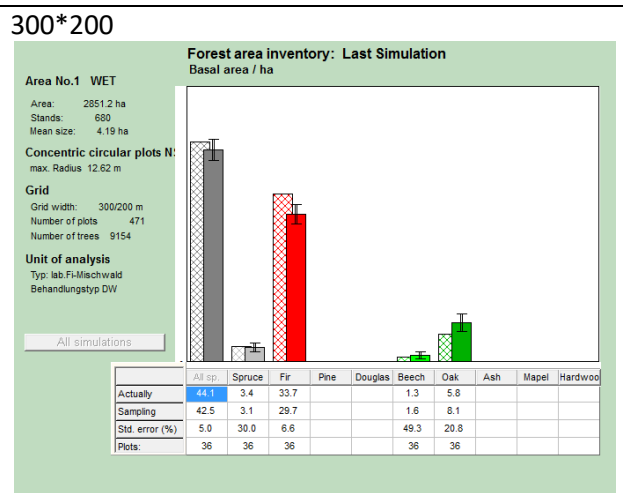 300*200
Forest area inventory: Last Simulation
Basal area / ha
Area No.1 WET
Area: 2851.2 ha
Stands: 680
Mean size: 4.19 ha
Concentric circular plots N
max. Radius 12.62 m
Grid
Grid width: 300/200 m
Number of plots 471
Number of trees 9154
Unit of analysis
Typ: lab.Fi-Mischwald
Behandlungstyp DW
All simulations
All sp. Spruce Fir Pine Douglas Beech Oak Ash Mapel Hardwoo
Actually 44.1 3.4 33.7 1.3 5.8
Sampling 42.5 3.1 29.7 1.6 8.1
Std. error (%) 5.0 30.0 6.6 49.3 20.8
Plots: 36 36 36 36 36